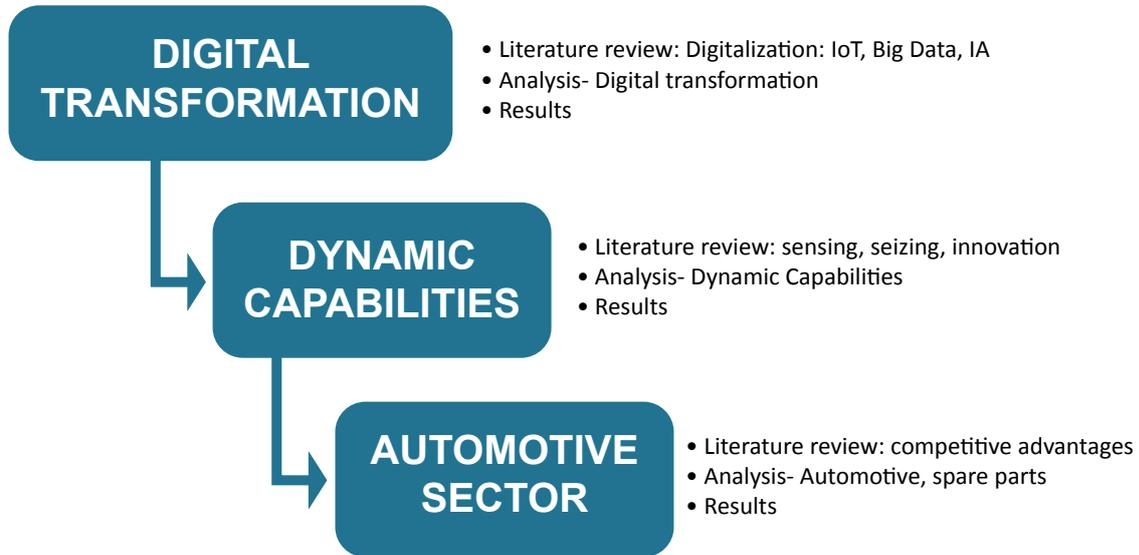 DIGITAL
TRANSFORMATION
• Literature review: Digitalization: IoT, Big Data, IA
• Analysis- Digital transformation
• Results
DYNAMIC
CAPABILITIES
• Literature review: sensing, seizing, innovation
• Analysis- Dynamic Capabilities
• Results
AUTOMOTIVE
SECTOR
• Literature review: competitive advantages
• Analysis- Automotive, spare parts
• Results